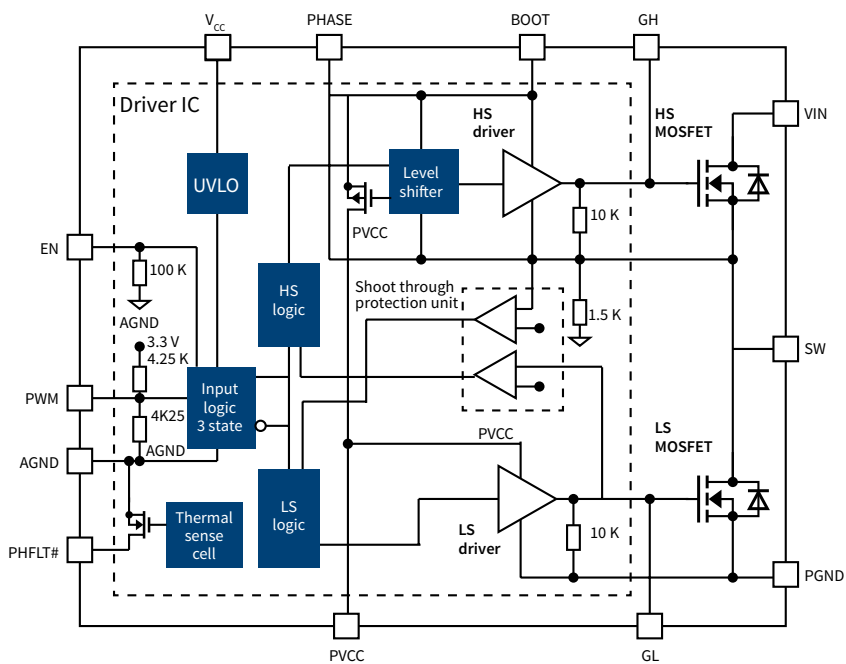 V_CC
PHASE
BOOT
GH
Driver IC
HS
driver
HS
MOSFET
VIN
UVLO
Level
shifter
PVCC
10 K
EN
100 K
AGND
HS
logic
Shoot through
protection unit
1.5 K
3.3 V
4.25 K
SW
PWM
Input
logic
3 state
4K25
AGND
AGND
PVCC
LS
MOSFET
LS
logic
Thermal
sense
cell
LS
driver
10 K
PHFLT#
PGND
PVCC
GL